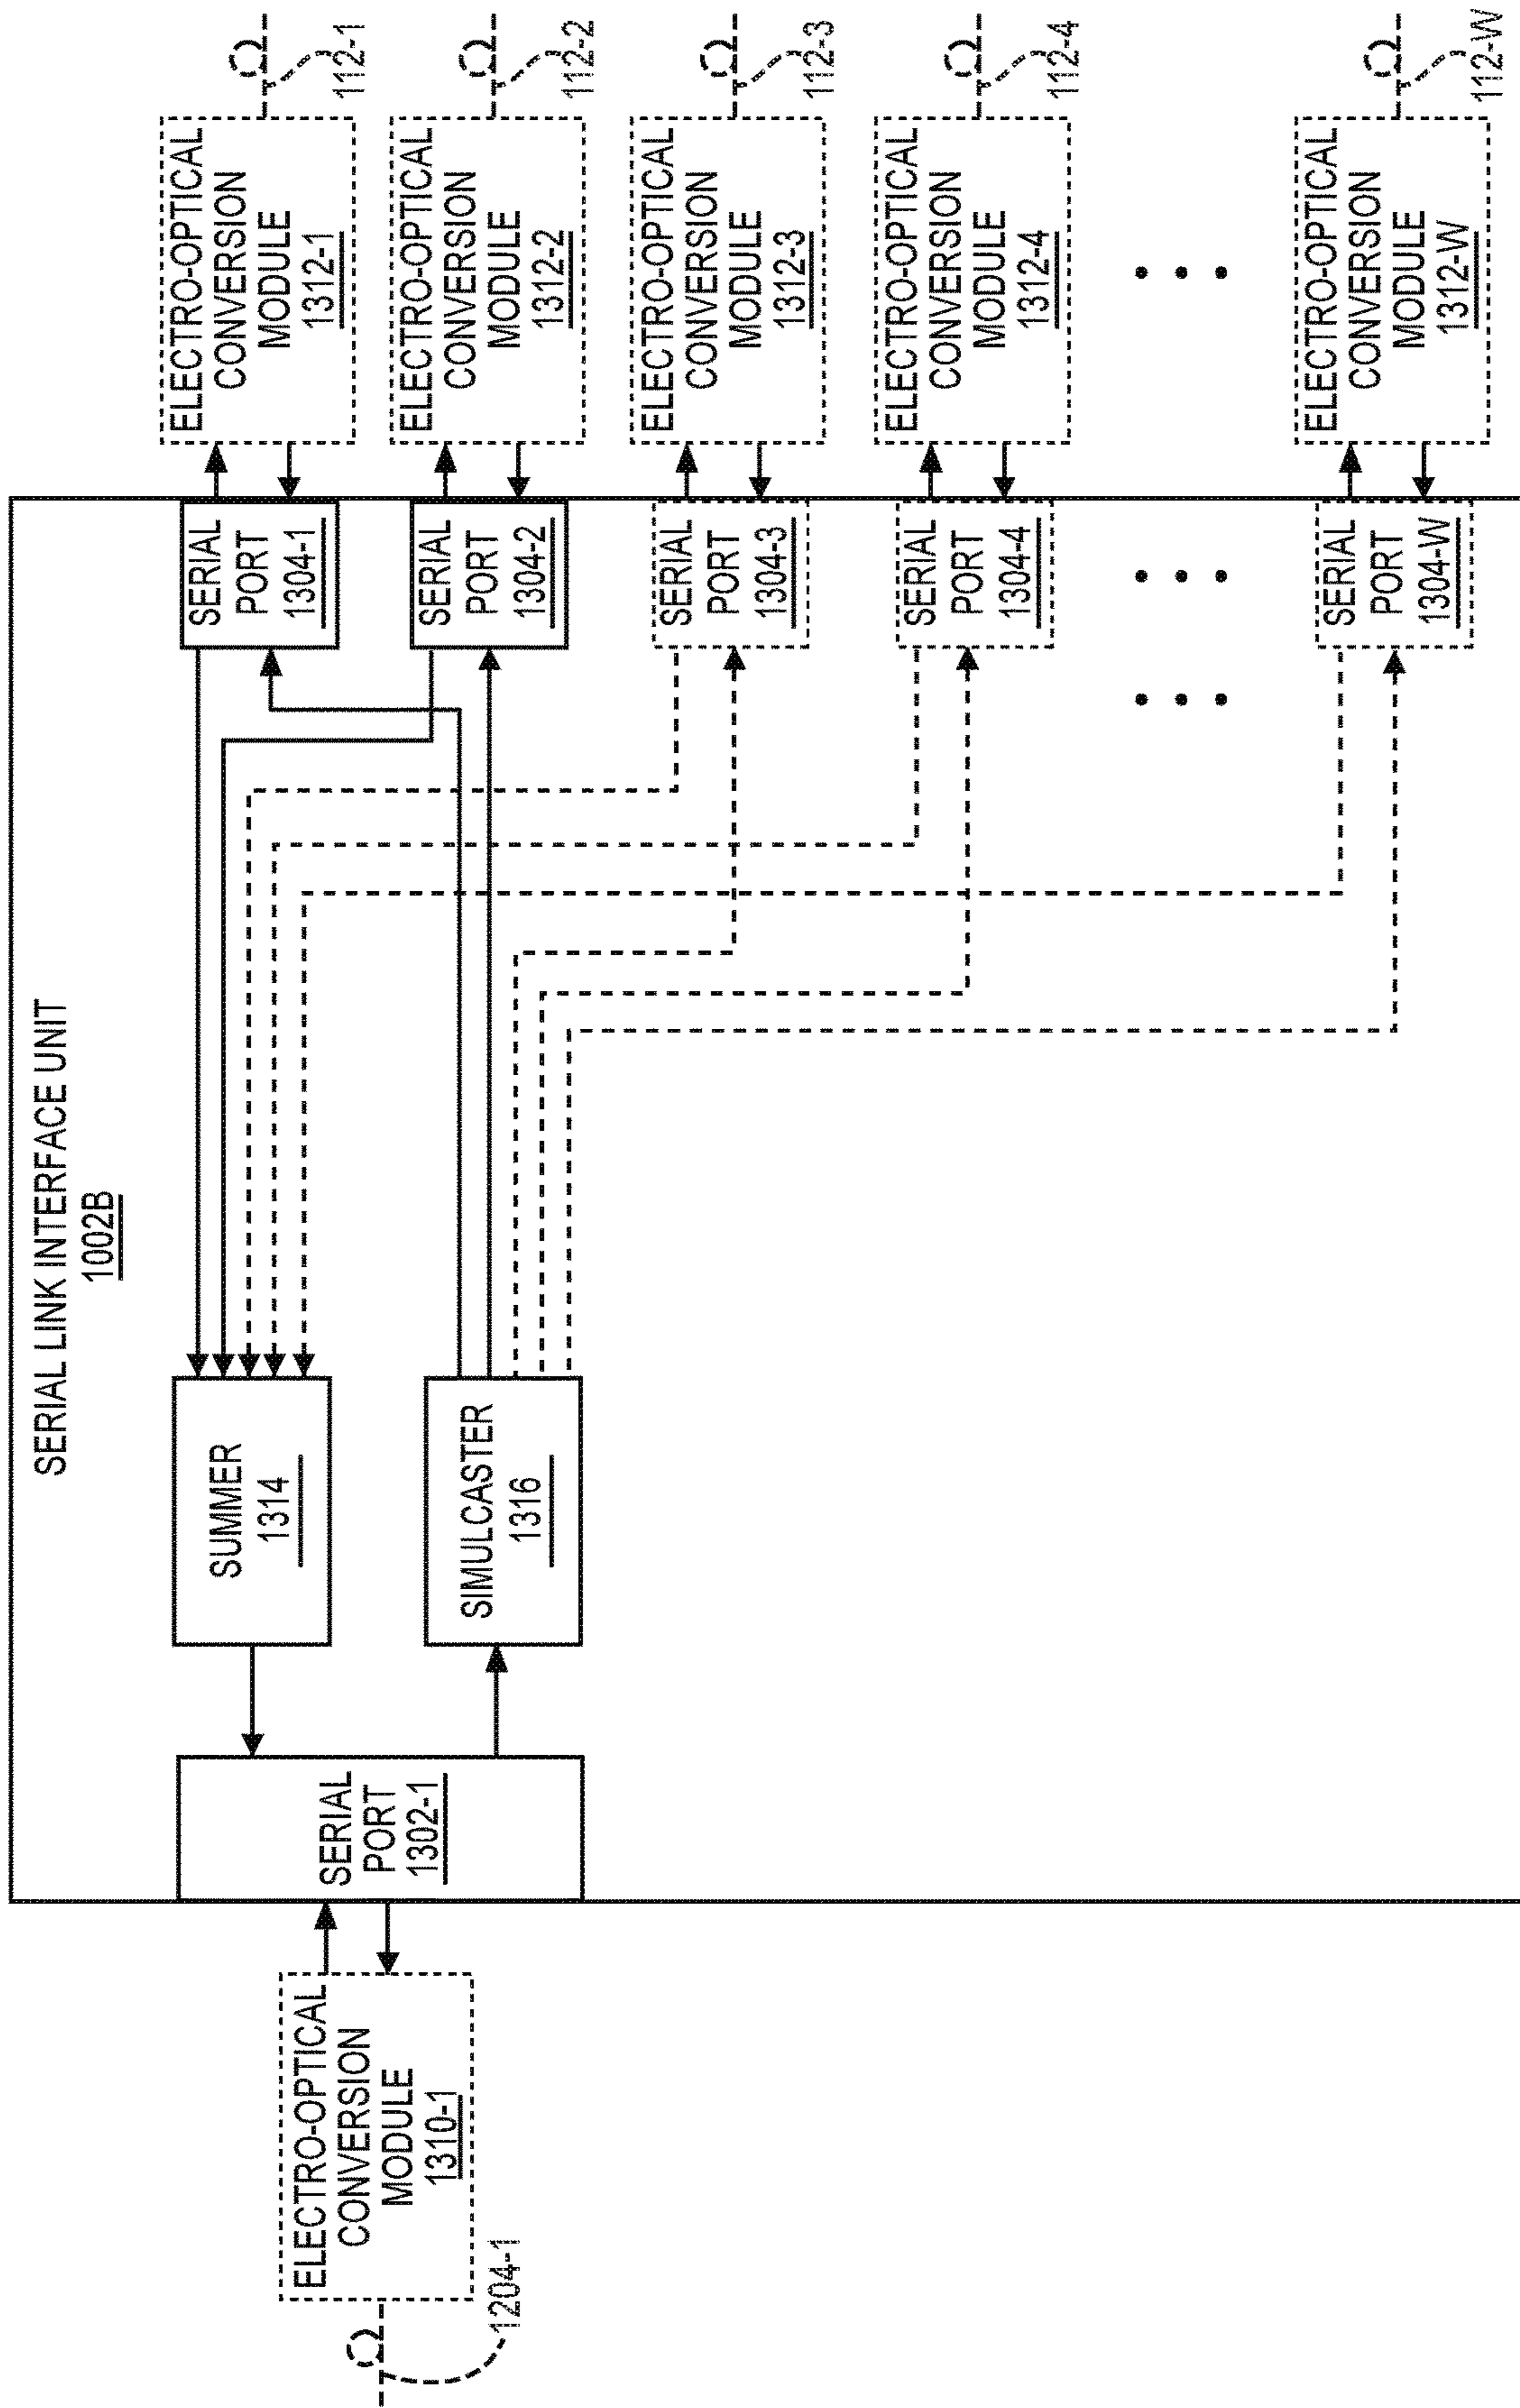 SERIAL LINK INTERFACE UNIT
1002B
ELECTRO-OPTICAL
CONVERSION
MODULE
1310-1
1204-1
SERIAL
PORT
1302-1
SUMMER
1314
SIMULCASTER
1316
SERIAL
PORT
1304-1
ELECTRO-OPTICAL
CONVERSION
MODULE
1312-1
112-1
SERIAL
PORT
1304-2
ELECTRO-OPTICAL
CONVERSION
MODULE
1312-2
112-2
SERIAL
PORT
1304-3
ELECTRO-OPTICAL
CONVERSION
MODULE
1312-3
112-3
SERIAL
PORT
1304-4
ELECTRO-OPTICAL
CONVERSION
MODULE
1312-4
112-4
SERIAL
PORT
1304-W
ELECTRO-OPTICAL
CONVERSION
MODULE
1312-W
112-W